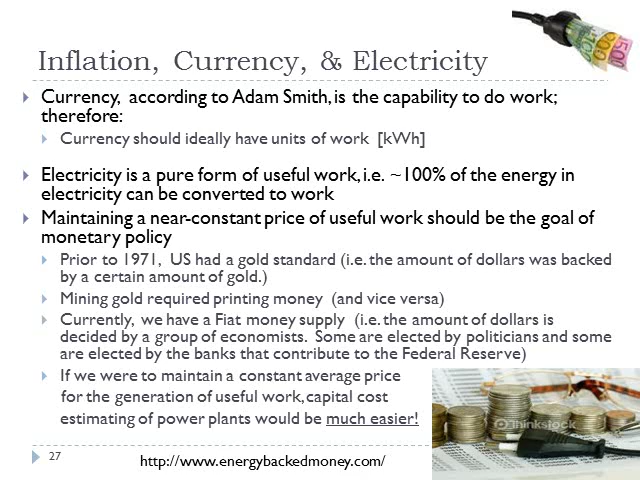 Inflation, Currency, & Electricity
Currency, according to Adam Smith, is the capability to do work;
therefore:
Currency should ideally have units of work [kWh]
Electricity is a pure form of useful work, i.e. ~100% of the energy in
electricity can be converted to work
Maintaining a near-constant price of useful work should be the goal of
monetary policy
Prior to 1971, US had a gold standard (i.e. the amount of dollars was backed
by a certain amount of gold.)
Mining gold required printing money (and vice versa)
Currently, we have a Fiat money supply (i.e. the amount of dollars is
decided by a group of economists. Some are elected by politicians and some
are elected by the banks that contribute to the Federal Reserve)
If we were to maintain a constant average price
for the generation of useful work, capital cost
estimating of power plants would be much easier!
Thinkstock
27
http://www.energybackedmoney.com/